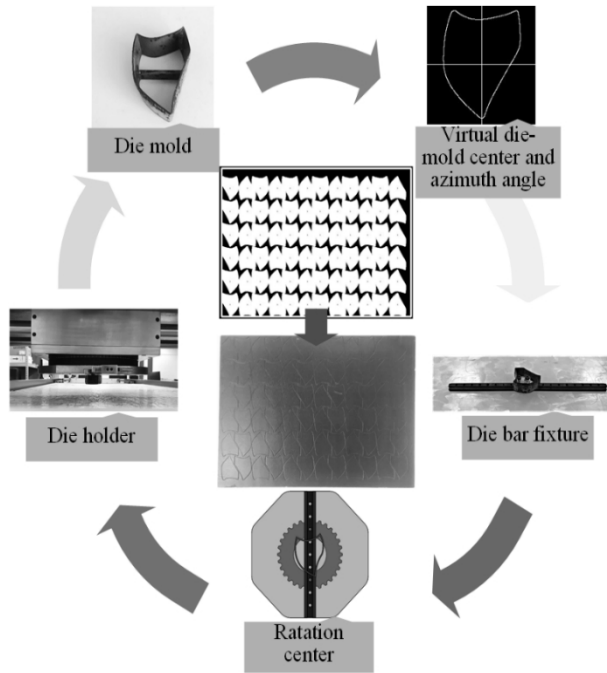 Die mold
Virtual die-
mold center and
azimuth angle
Die holder
Die bar fixture
Ratation
center